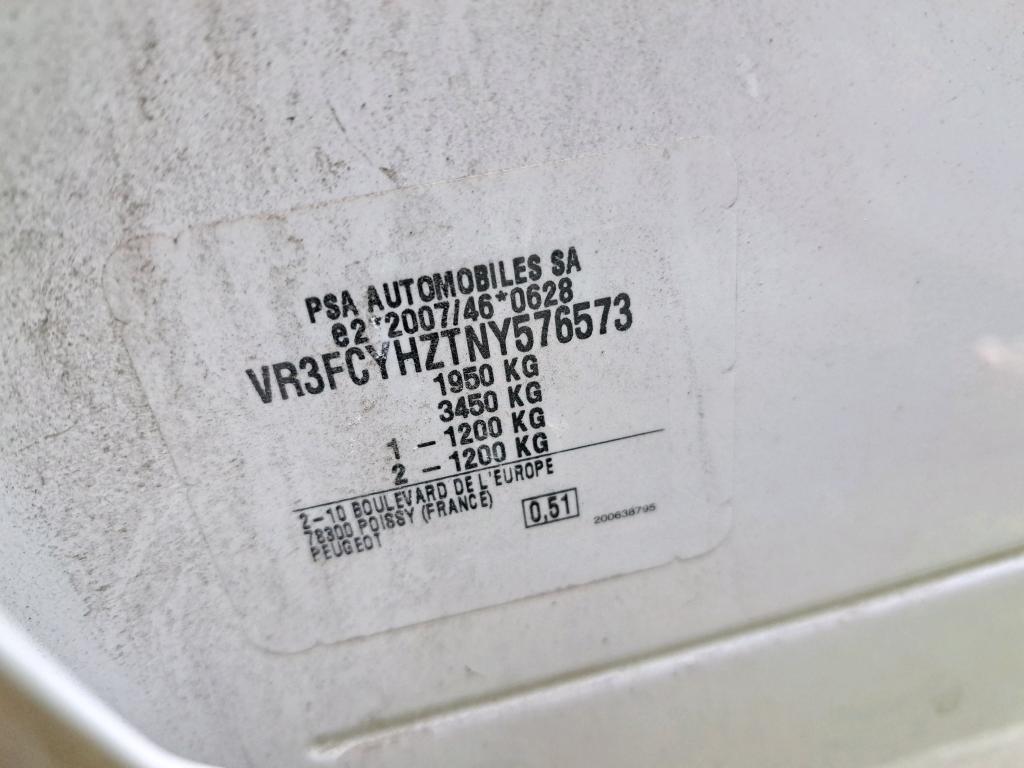 PSA AUTOMOBILES SA
e2*2007/46*0628
VR3FCYHZTNY576573
1950 KG
3450 KG
1 – 1200 KG
2 – 1200 KG
2–10 BOULEVARD DE L'EUROPE
78300 POISSY (FRANCE)
PEUGEOT
0,51
200638795